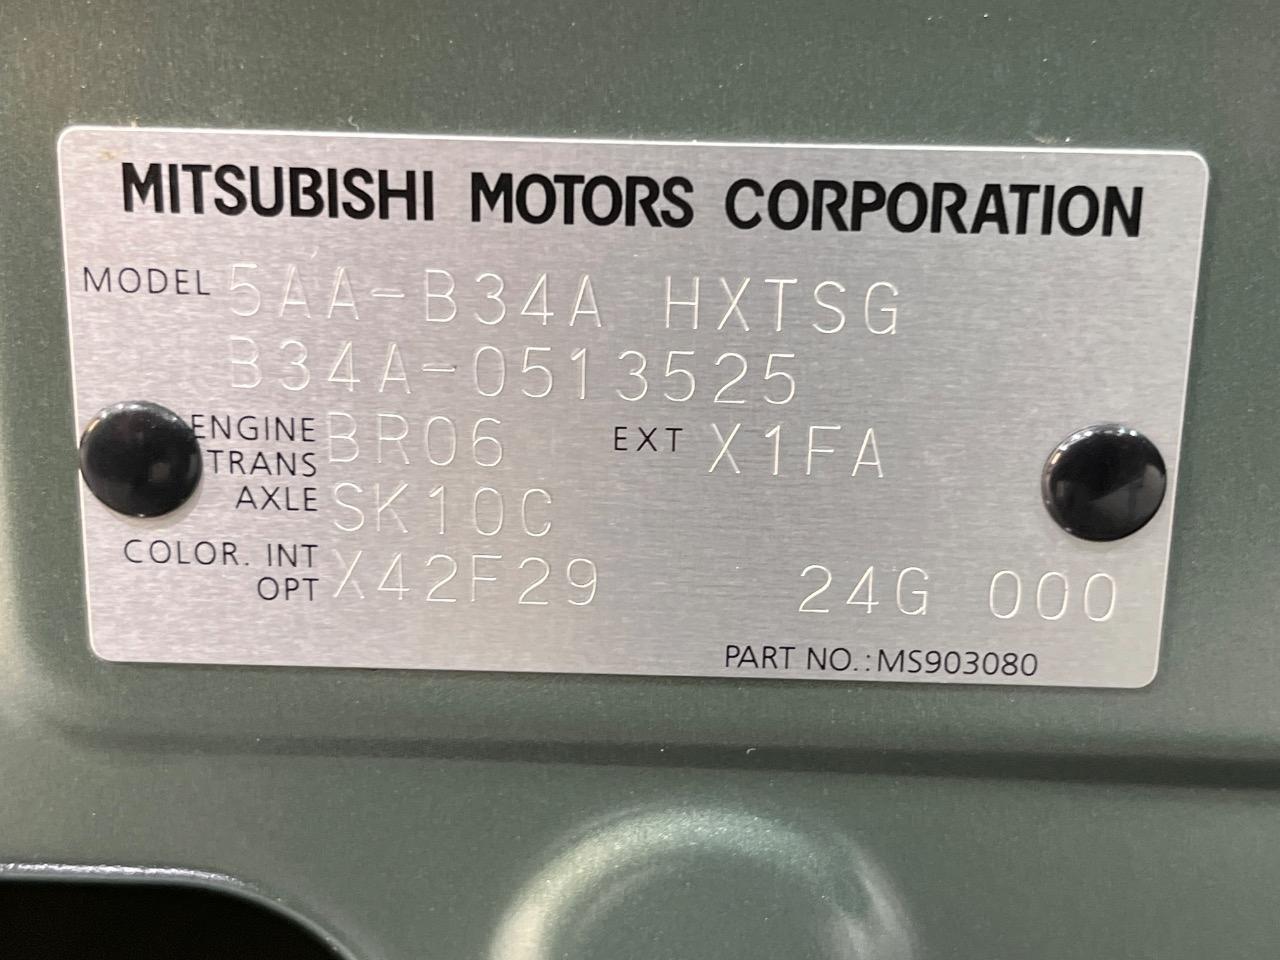 MITSUBISHI MOTORS CORPORATION
MODEL 5AA-B34A HXTSG
B34A-0513525
ENGINE BR06 EXT X1FA
TRANS
AXLE SK10C
COLOR. INT
OPT X42F29 24G 000
PART NO.:MS903080